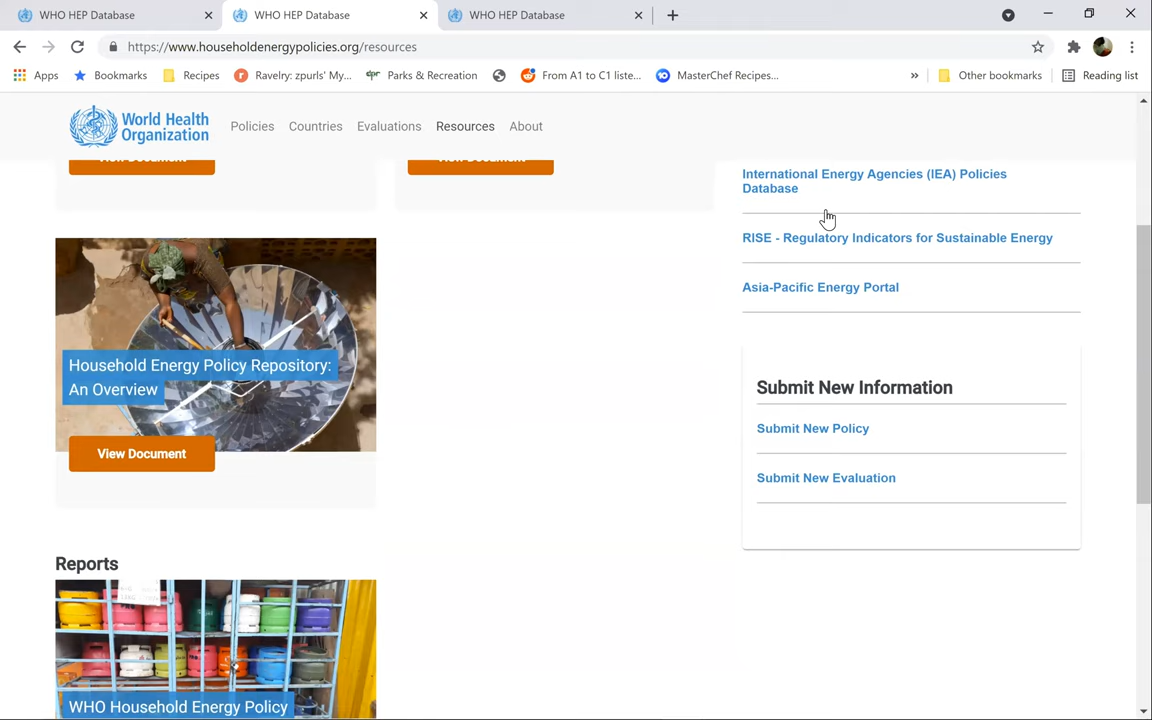 WHO HEP Database
WHO HEP Database
WHO HEP Database
https://www.householdenergypolicies.org/resources
Apps
Bookmarks
Recipes
Ravelry: zpurls' My...
Parks & Recreation
From A1 to C1 liste...
MasterChef Recipes...
»
Other bookmarks
Reading list
World Health
Organization
Policies
Countries
Evaluations
Resources
About
International Energy Agencies (IEA) Policies
Database
RISE - Regulatory Indicators for Sustainable Energy
Asia-Pacific Energy Portal
Household Energy Policy Repository:
An Overview
View Document
Submit New Information
Submit New Policy
Submit New Evaluation
Reports
WHO Household Energy Policy